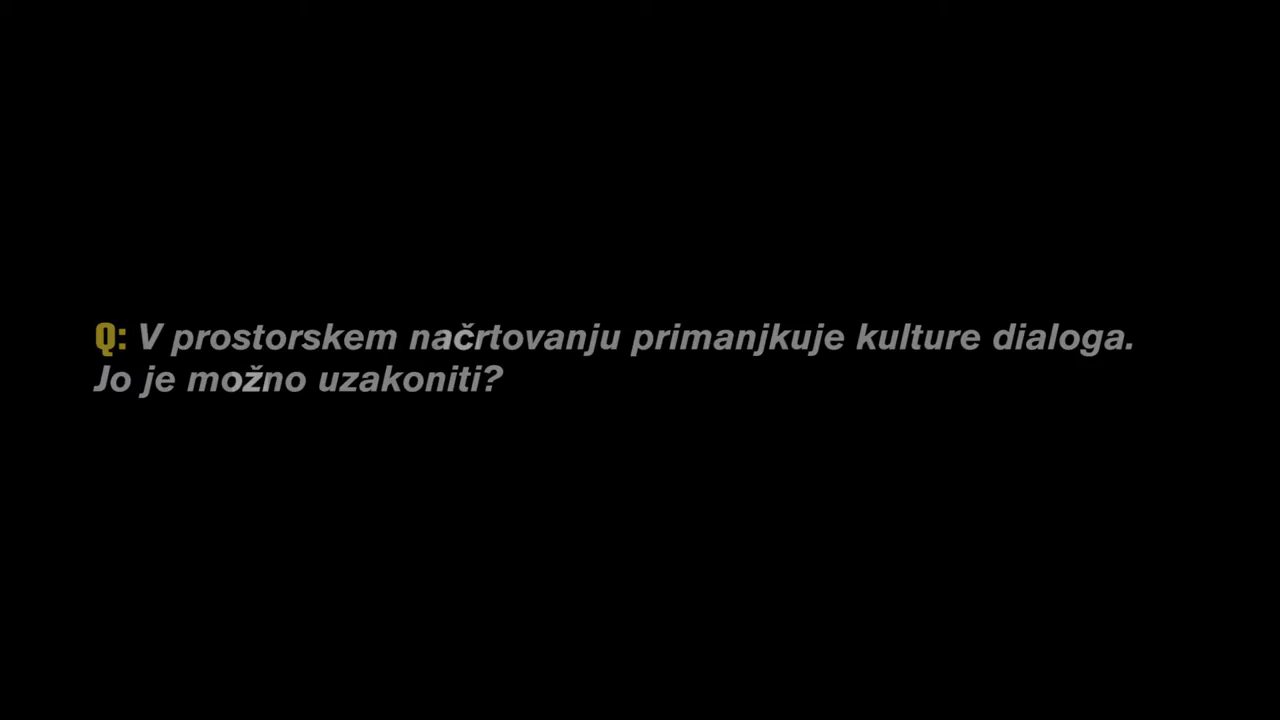 Q: V prostorskem načrtovanju primanjkuje kulture dialoga.
Jo je možno uzakoniti?